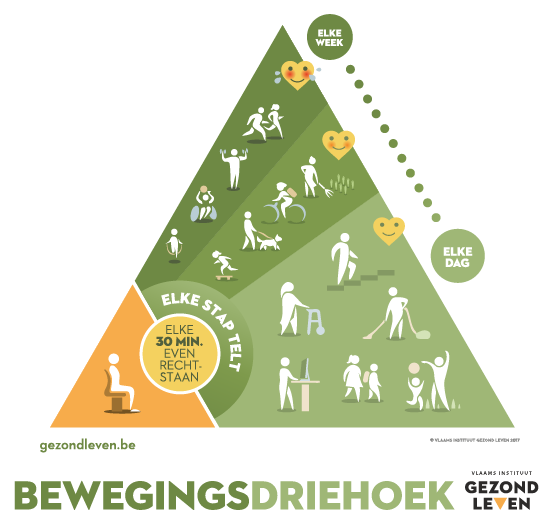 ELKE
WEEK
ELKE
DAG
ELKE STAP TELT
ELKE
30 MIN.
EVEN
RECHT-
STAAN
gezondleven.be
© VLAAMS INSTITUUT GEZOND LEVEN 2017
BEWEGINGSDRIEHOEK
VLAAMS INSTITUUT
GEZOND
LEVEN